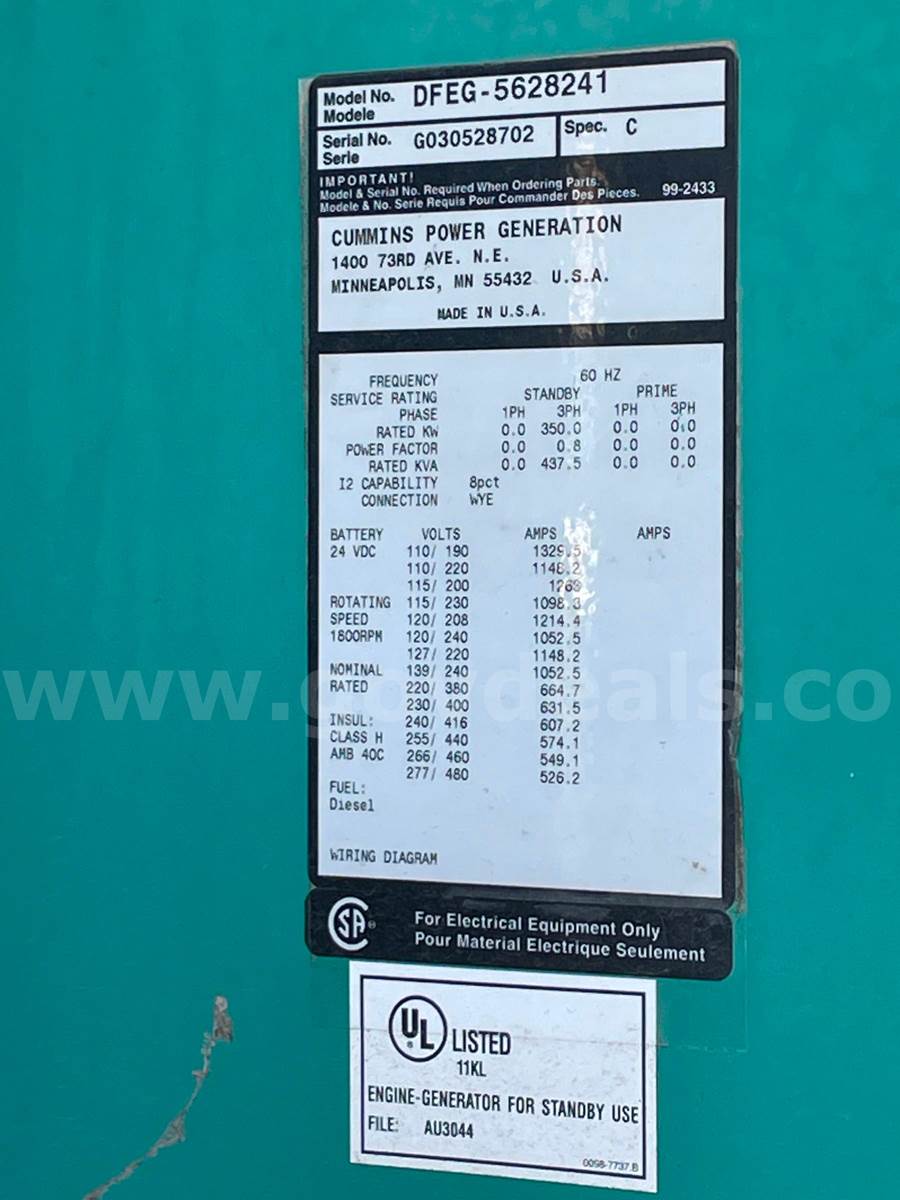 Model No. DFEG-5628241
Modele
Serial No. G030528702 Spec. C
Serie
IMPORTANT!
Model & Serial No. Required When Ordering Parts.
Modele & No. Serie Requis Pour Commander Des Pieces. 99-2433
CUMMINS POWER GENERATION
1400 73RD AVE. N.E.
MINNEAPOLIS, MN 55432 U.S.A.
MADE IN U.S.A.
FREQUENCY 60 HZ
SERVICE RATING STANDBY PRIME
PHASE 1PH 3PH 1PH 3PH
RATED KW 0.0 350.0 0.0 0.0
POWER FACTOR 0.0 0.8 0.0 0.0
RATED KVA 0.0 437.5 0.0 0.0
I2 CAPABILITY 8pct
CONNECTION WYE
BATTERY VOLTS AMPS AMPS
24 VDC 110/ 190 1329.5
110/ 220 1148.2
115/ 200 1263
ROTATING 115/ 230 1098.3
SPEED 120/ 208 1214.4
1800RPM 120/ 240 1052.5
127/ 220 1148.2
NOMINAL 139/ 240 1052.5
RATED 220/ 380 664.7
230/ 400 631.5
INSUL: 240/ 416 607.2
CLASS H 255/ 440 574.1
AMB 40C 266/ 460 549.1
277/ 480 526.2
FUEL:
Diesel
WIRING DIAGRAM
www.govdeals.co
SA ®
For Electrical Equipment Only
Pour Material Electrique Seulement
UL ® LISTED
11KL
ENGINE-GENERATOR FOR STANDBY USE
FILE: AU3044
0098-7737.B